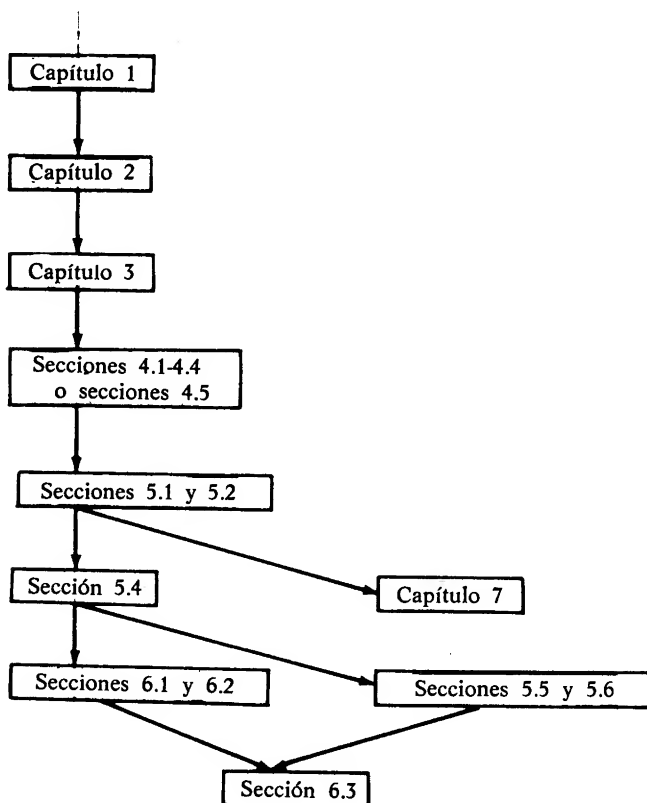 Capítulo 1
Capítulo 2
Capítulo 3
Secciones 4.1-4.4
o secciones 4.5
Secciones 5.1 y 5.2
Sección 5.4
Capítulo 7
Secciones 6.1 y 6.2
Secciones 5.5 y 5.6
Sección 6.3